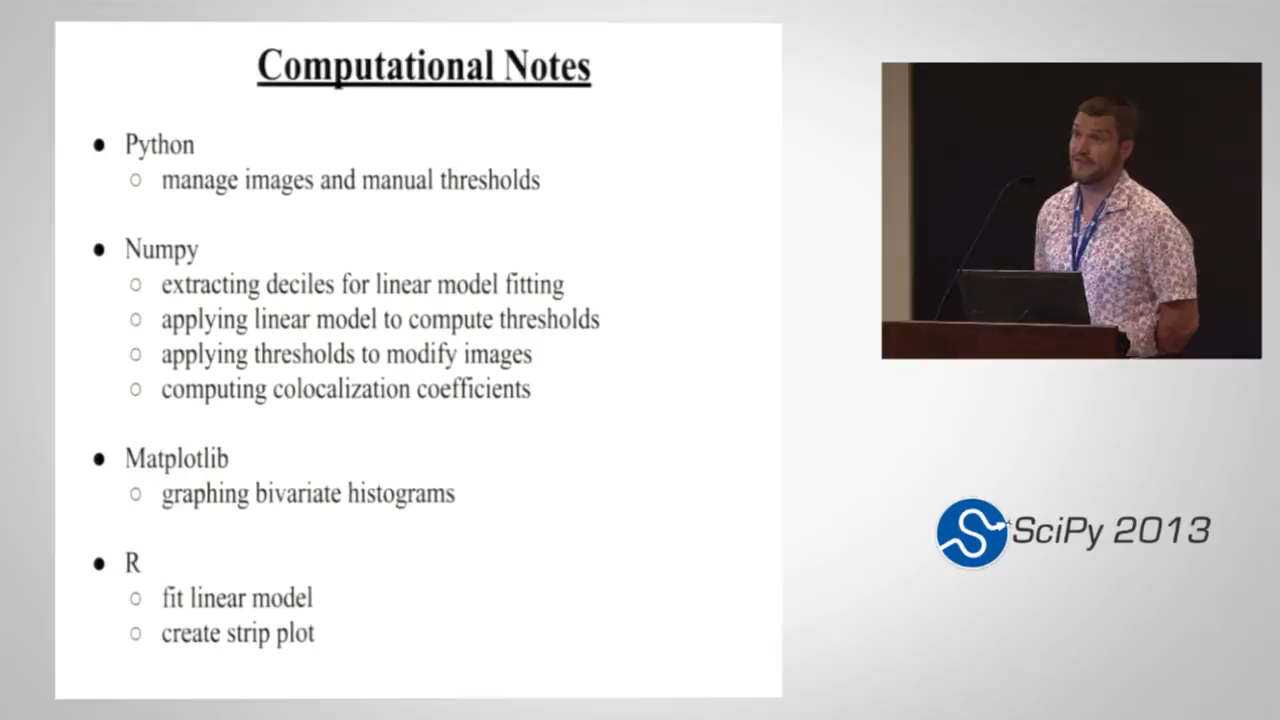 Computational Notes
● Python
○ manage images and manual thresholds
● Numpy
○ extracting deciles for linear model fitting
○ applying linear model to compute thresholds
○ applying thresholds to modify images
○ computing colocalization coefficients
● Matplotlib
○ graphing bivariate histograms
● R
○ fit linear model
○ create strip plot
SciPy 2013